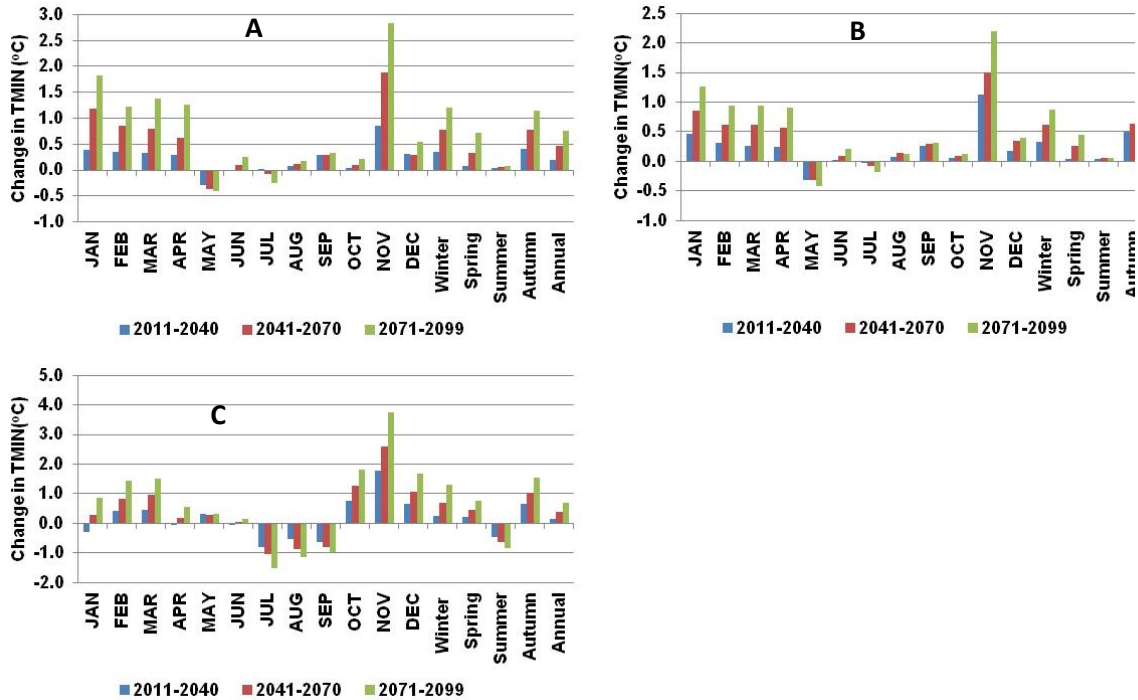 A
Change in TMIN (oC)
3.0
2.5
2.0
1.5
1.0
0.5
0.0
-0.5
-1.0
JAN FEB MAR APR MAY JUN JUL AUG SEP OCT NOV DEC Winter Spring Summer Autumn Annual
2011-2040 2041-2070 2071-2099
B
Change in TMIN(oC)
2.5
2.0
1.5
1.0
0.5
0.0
-0.5
-1.0
JAN FEB MAR APR MAY JUN JUL AUG SEP OCT NOV DEC Winter Spring Summer Autumn
2011-2040 2041-2070 2071-2099
C
Change in TMIN(oC)
5.0
4.0
3.0
2.0
1.0
0.0
-1.0
-2.0
JAN FEB MAR APR MAY JUN JUL AUG SEP OCT NOV DEC Winter Spring Summer Autumn Annual
2011-2040 2041-2070 2071-2099